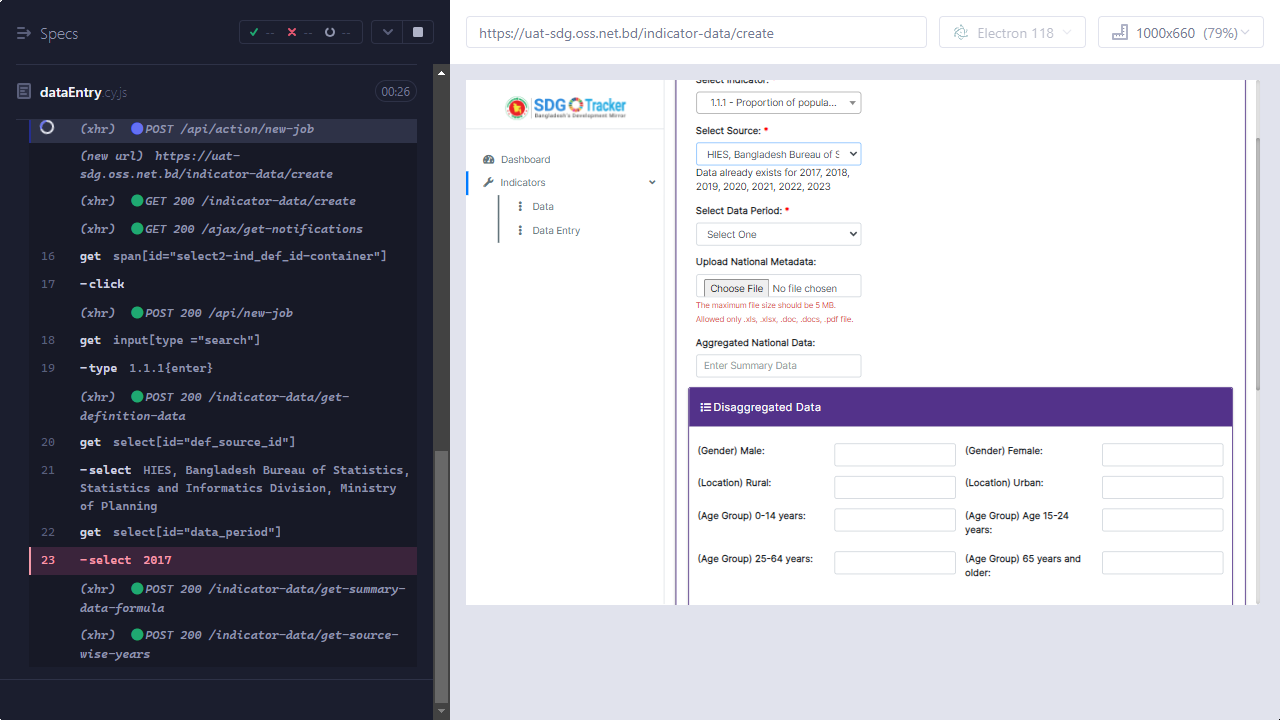 Specs
-- -- --
dataEntry.cy.js
00:26
(xhr) POST /api/action/new-job
(new url) https://uat-
sdg.oss.net.bd/indicator-data/create
(xhr) GET 200 /indicator-data/create
(xhr) GET 200 /ajax/get-notifications
16 get span[id="select2-ind_def_id-container"]
17 -click
(xhr) POST 200 /api/new-job
18 get input[type ="search"]
19 -type 1.1.1{enter}
(xhr) POST 200 /indicator-data/get-
definition-data
20 get select[id="def_source_id"]
21 -select HIES, Bangladesh Bureau of Statistics,
Statistics and Informatics Division, Ministry
of Planning
22 get select[id="data_period"]
23 -select 2017
(xhr) POST 200 /indicator-data/get-summary-
data-formula
(xhr) POST 200 /indicator-data/get-source-
wise-years
https://uat-sdg.oss.net.bd/indicator-data/create
Electron 118
1000x660 (79%)
SDG Tracker
Bangladesh's Development Mirror
Dashboard
Indicators
Data
Data Entry
Select Indicator:
1.1.1 - Proportion of popula...
Select Source: *
HIES, Bangladesh Bureau of S
Data already exists for 2017, 2018,
2019, 2020, 2021, 2022, 2023
Select Data Period: *
Select One
Upload National Metadata:
Choose File No file chosen
The maximum file size should be 5 MB.
Allowed only .xls, .xlsx, .doc, .docs, .pdf file.
Aggregated National Data:
Enter Summary Data
Disaggregated Data
(Gender) Male:
(Gender) Female:
(Location) Rural:
(Location) Urban:
(Age Group) 0-14 years:
(Age Group) Age 15-24
years:
(Age Group) 25-64 years:
(Age Group) 65 years and
older: